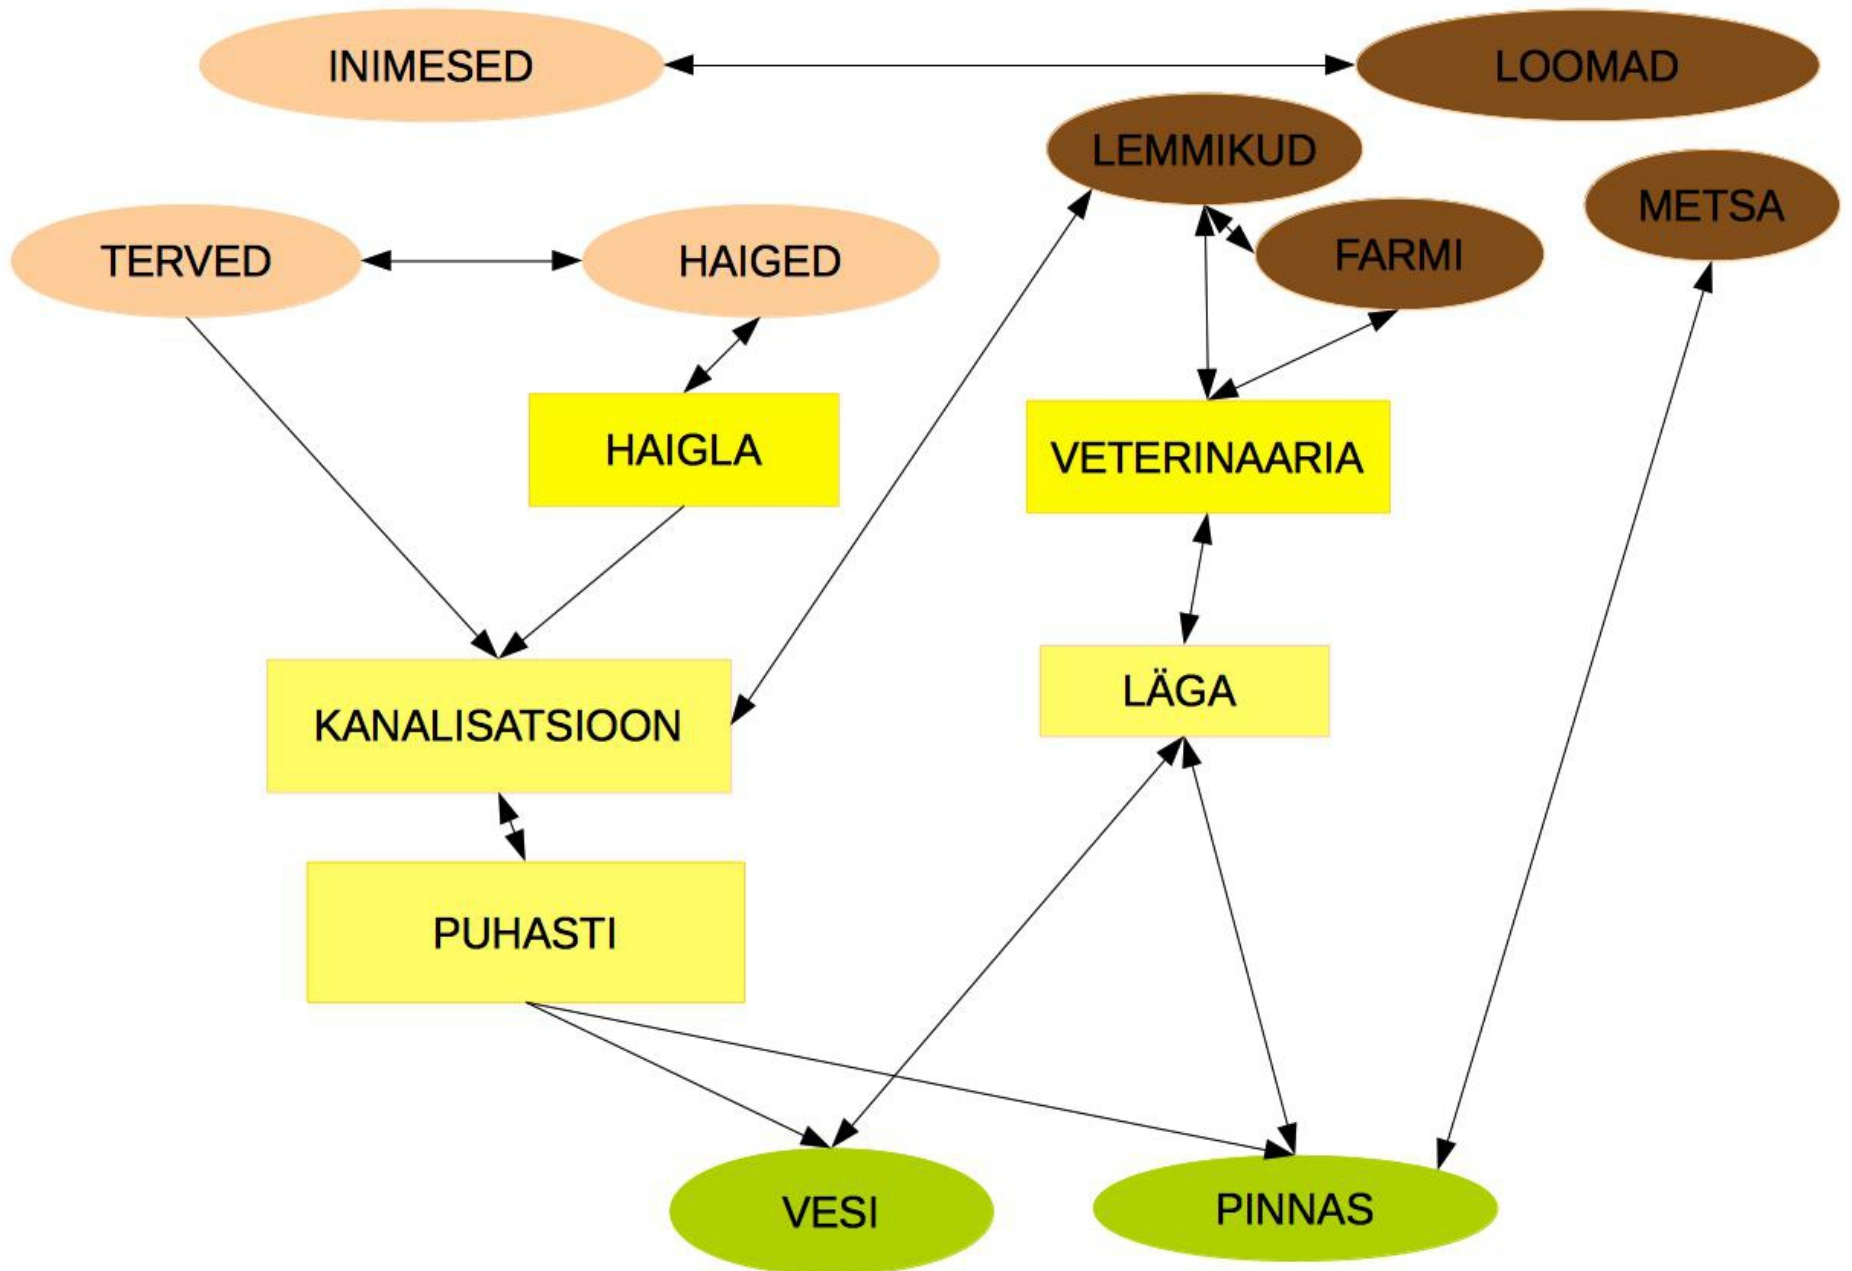 INIMESED
LOOMAD
LEMMIKUD
METSA
TERVED
HAIGED
FARMI
HAIGLA
VETERINAARIA
LÄGA
KANALISATSIOON
PUHASTI
VESI
PINNAS